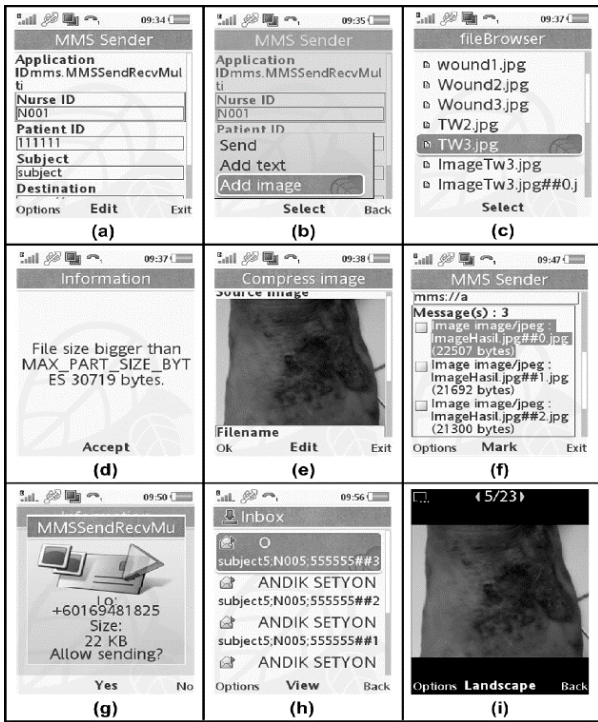 09:34
MMS Sender
Application
IDmms.MMSSendRecvMul
ti
Nurse ID
N001
Patient ID
111111
Subject
subject
Destination
Options Edit Exit
(a)
09:35
MMS Sender
Application
IDmms.MMSSendRecvMul
ti
Nurse ID
N001
Patient ID
Send
Add text
Add image
Select Back
(b)
09:37
fileBrowser
wound1.jpg
Wound2.jpg
Wound3.jpg
TW2.jpg
TW3.jpg
ImageTw3.jpg
ImageTw3.jpg##0.j
Select
(c)
09:37
Information
File size bigger than
MAX_PART_SIZE_BYT
ES 30719 bytes.
Accept
(d)
09:38
Compress image
Source image
Filename
Ok Edit Exit
(e)
09:47
MMS Sender
mms://a
Message(s) : 3
Image image/jpeg :
ImageHasil.jpg##0.jpg
(22507 bytes)
Image image/jpeg :
ImageHasil.jpg##1.jpg
(21692 bytes)
Image image/jpeg :
ImageHasil.jpg##2.jpg
(21300 bytes)
Options Mark Exit
(f)
09:50
Information
MMSSendRecvMu
To:
+60169481825
Size:
22 KB
Allow sending?
Yes No
(g)
09:56
Inbox
O
subject5;N005;555555##3
ANDIK SETYON
subject5;N005;555555##2
ANDIK SETYON
subject5;N005;555555##1
ANDIK SETYON
Options View Back
(h)
5/23
Options Landscape Back
(i)